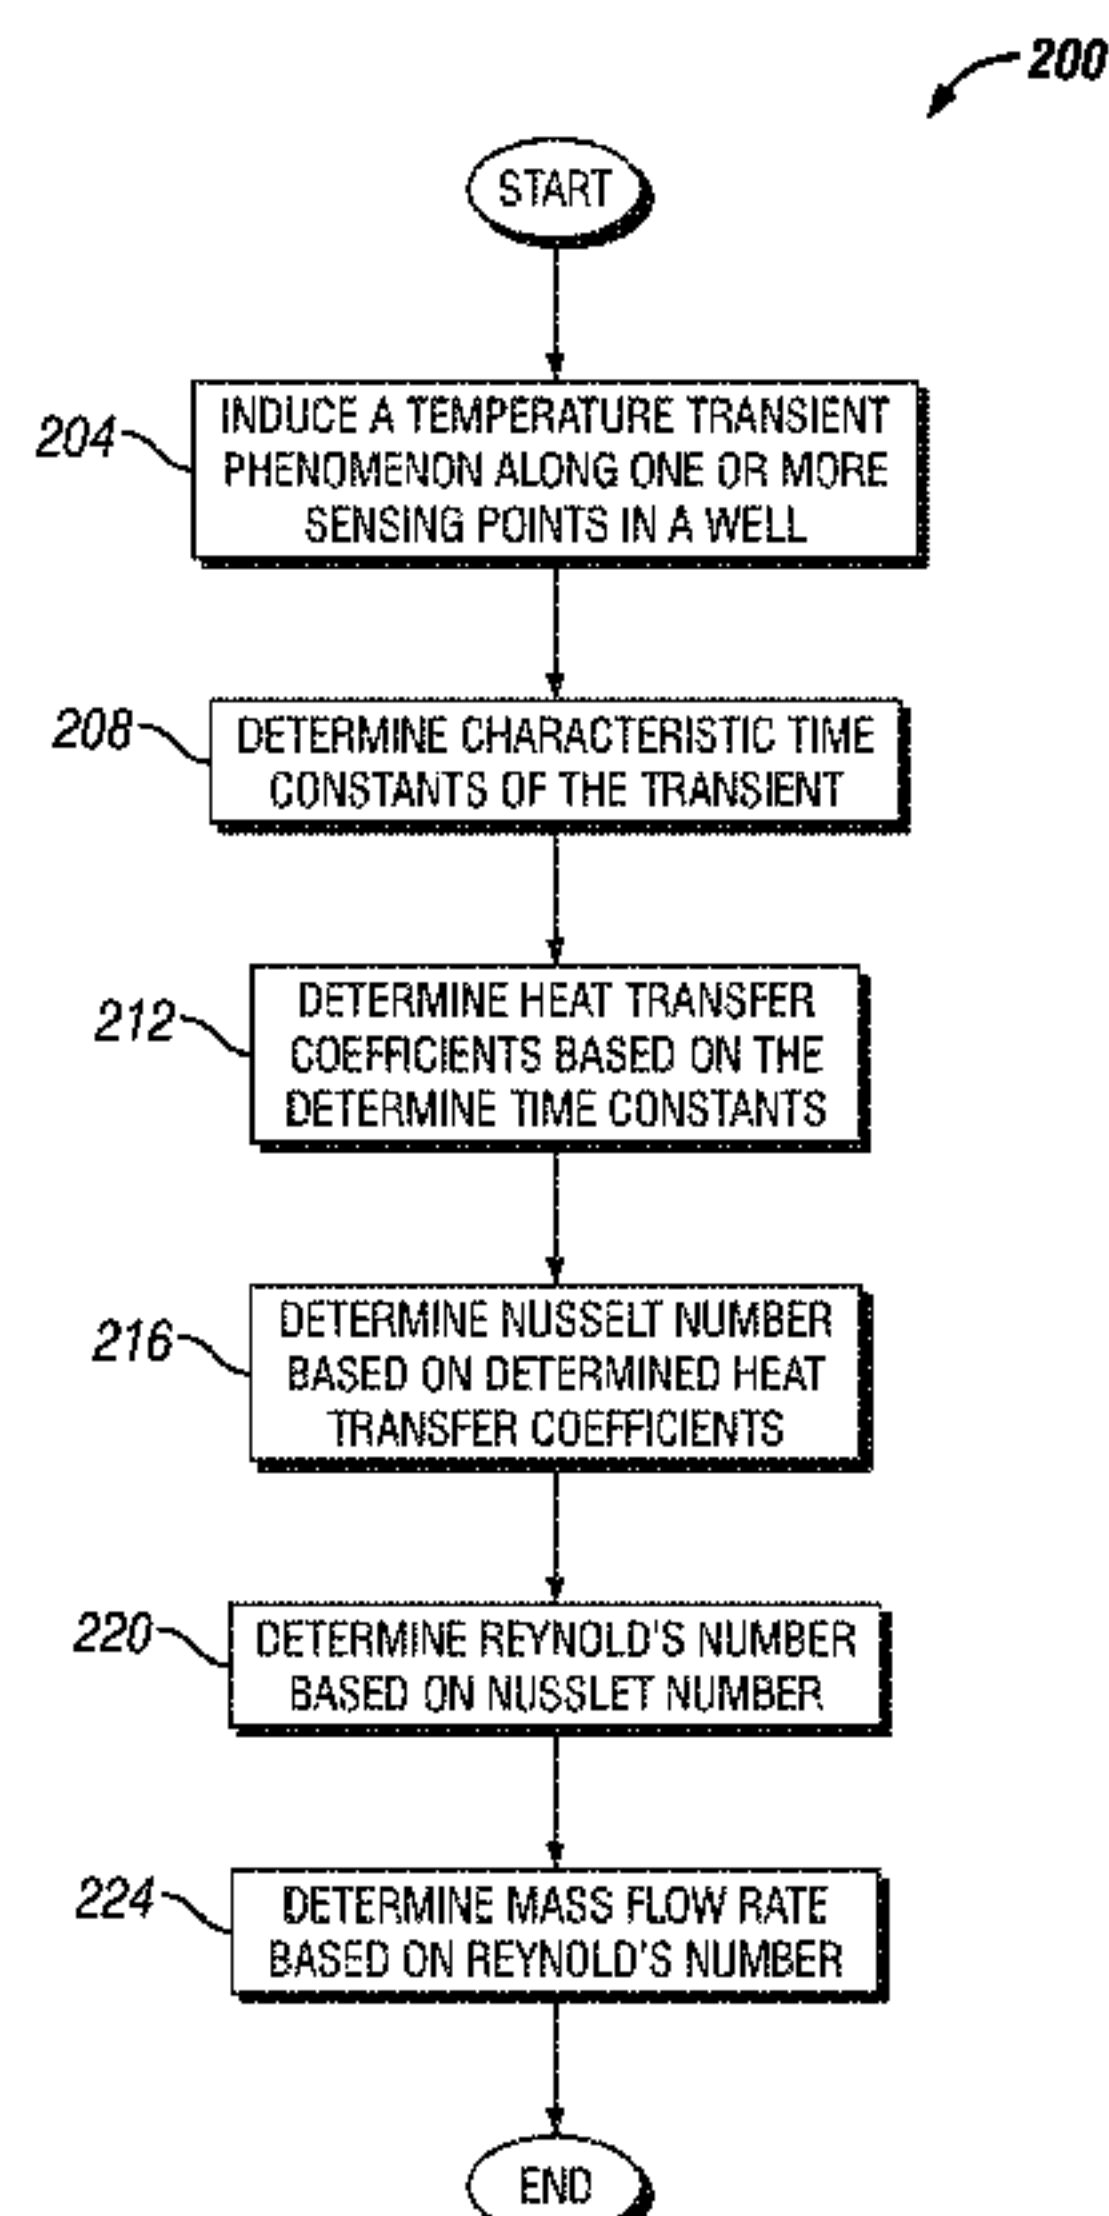 200
START
204
INDUCE A TEMPERATURE TRANSIENT
PHENOMENON ALONG ONE OR MORE
SENSING POINTS IN A WELL
208
DETERMINE CHARACTERISTIC TIME
CONSTANTS OF THE TRANSIENT
212
DETERMINE HEAT TRANSFER
COEFFICIENTS BASED ON THE
DETERMINE TIME CONSTANTS
216
DETERMINE NUSSELT NUMBER
BASED ON DETERMINED HEAT
TRANSFER COEFFICIENTS
220
DETERMINE REYNOLD'S NUMBER
BASED ON NUSSLET NUMBER
224
DETERMINE MASS FLOW RATE
BASED ON REYNOLD'S NUMBER
END